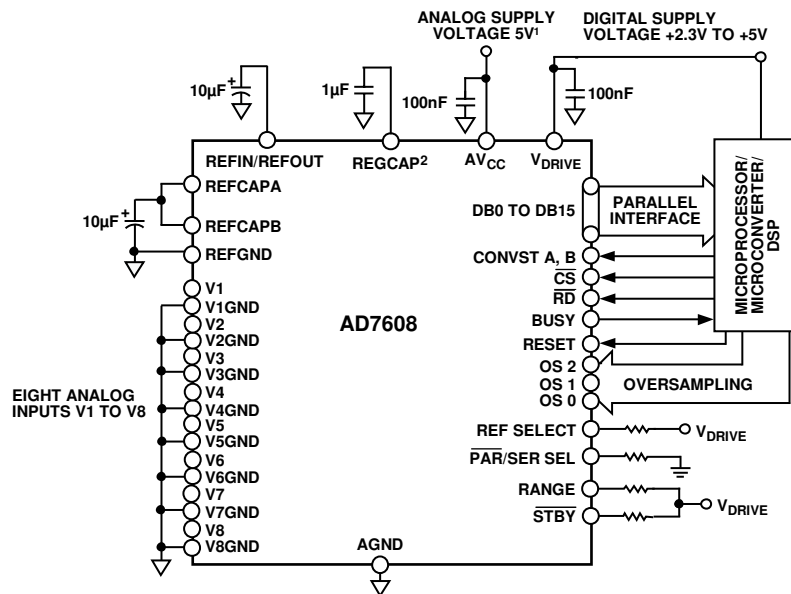 ANALOG SUPPLY
VOLTAGE 5V¹
DIGITAL SUPPLY
VOLTAGE +2.3V TO +5V
10µF
+
1µF
100nF
100nF
REFIN/REFOUT
REGCAP²
AVCC
VDRIVE
REFCAPA
REFCAPB
10µF
+
REFGND
DB0 TO DB15
PARALLEL
INTERFACE
MICROPROCESSOR/
MICROCONVERTER/
DSP
CONVST A, B
CS
RD
BUSY
RESET
OS 2
OS 1
OS 0
OVERSAMPLING
AD7608
V1
V1GND
V2
V2GND
V3
V3GND
V4
V4GND
V5
V5GND
V6
V6GND
V7
V7GND
V8
V8GND
EIGHT ANALOG
INPUTS V1 TO V8
REF SELECT
VDRIVE
PAR/SER SEL
RANGE
STBY
VDRIVE
AGND